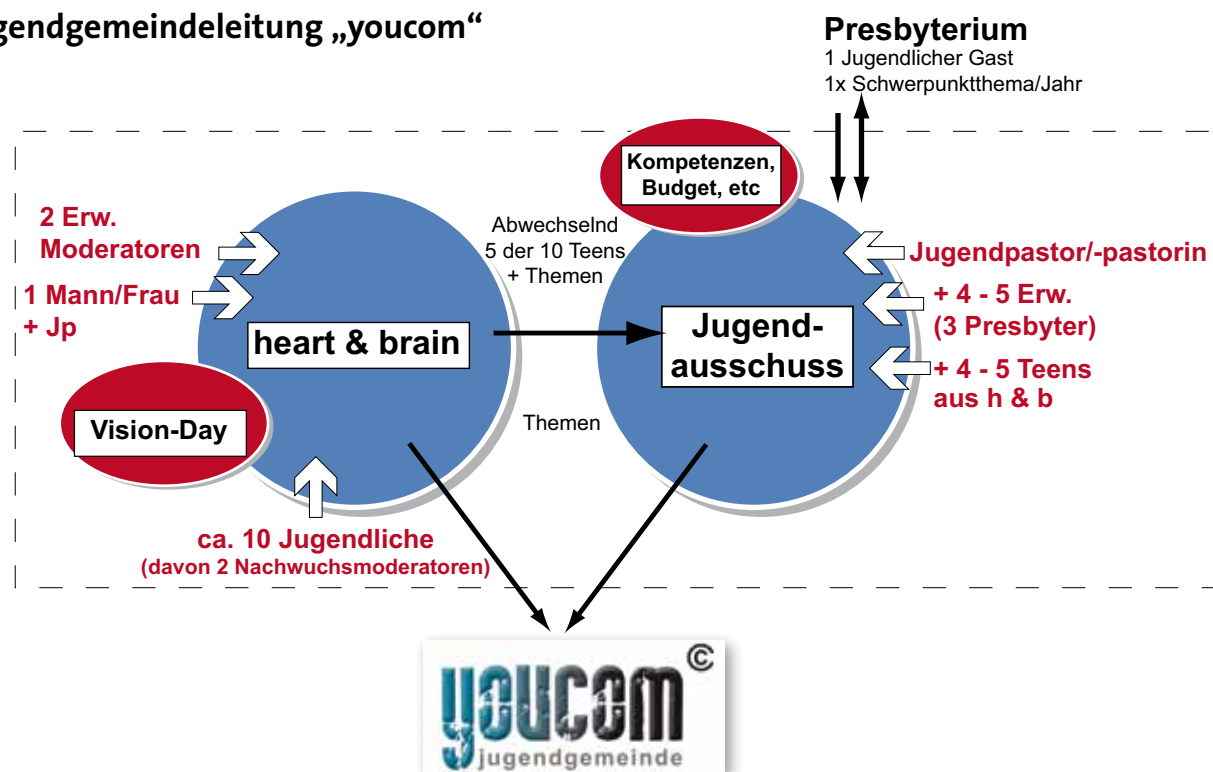 gendgemeindeleitung „youcom“
Presbyterium
1 Jugendlicher Gast
1x Schwerpunktthema/Jahr
Kompetenzen,
Budget, etc
2 Erw.
Moderatoren
1 Mann/Frau
+ Jp
Abwechselnd
5 der 10 Teens
+ Themen
Jugendpastor/-pastorin
+ 4 - 5 Erw.
(3 Presbyter)
+ 4 - 5 Teens
aus h & b
heart & brain
Jugend-
ausschuss
Vision-Day
Themen
ca. 10 Jugendliche
(davon 2 Nachwuchsmoderatoren)
youcom ©
jugendgemeinde